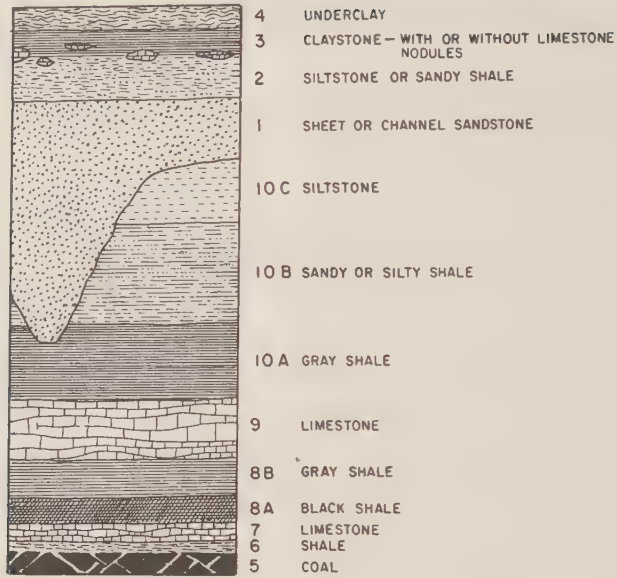 4 UNDERCLAY
3 CLAYSTONE — WITH OR WITHOUT LIMESTONE
NODULES
2 SILTSTONE OR SANDY SHALE
1 SHEET OR CHANNEL SANDSTONE
10 C SILTSTONE
10 B SANDY OR SILTY SHALE
10 A GRAY SHALE
9 LIMESTONE
8B GRAY SHALE
8A BLACK SHALE
7 LIMESTONE
6 SHALE
5 COAL